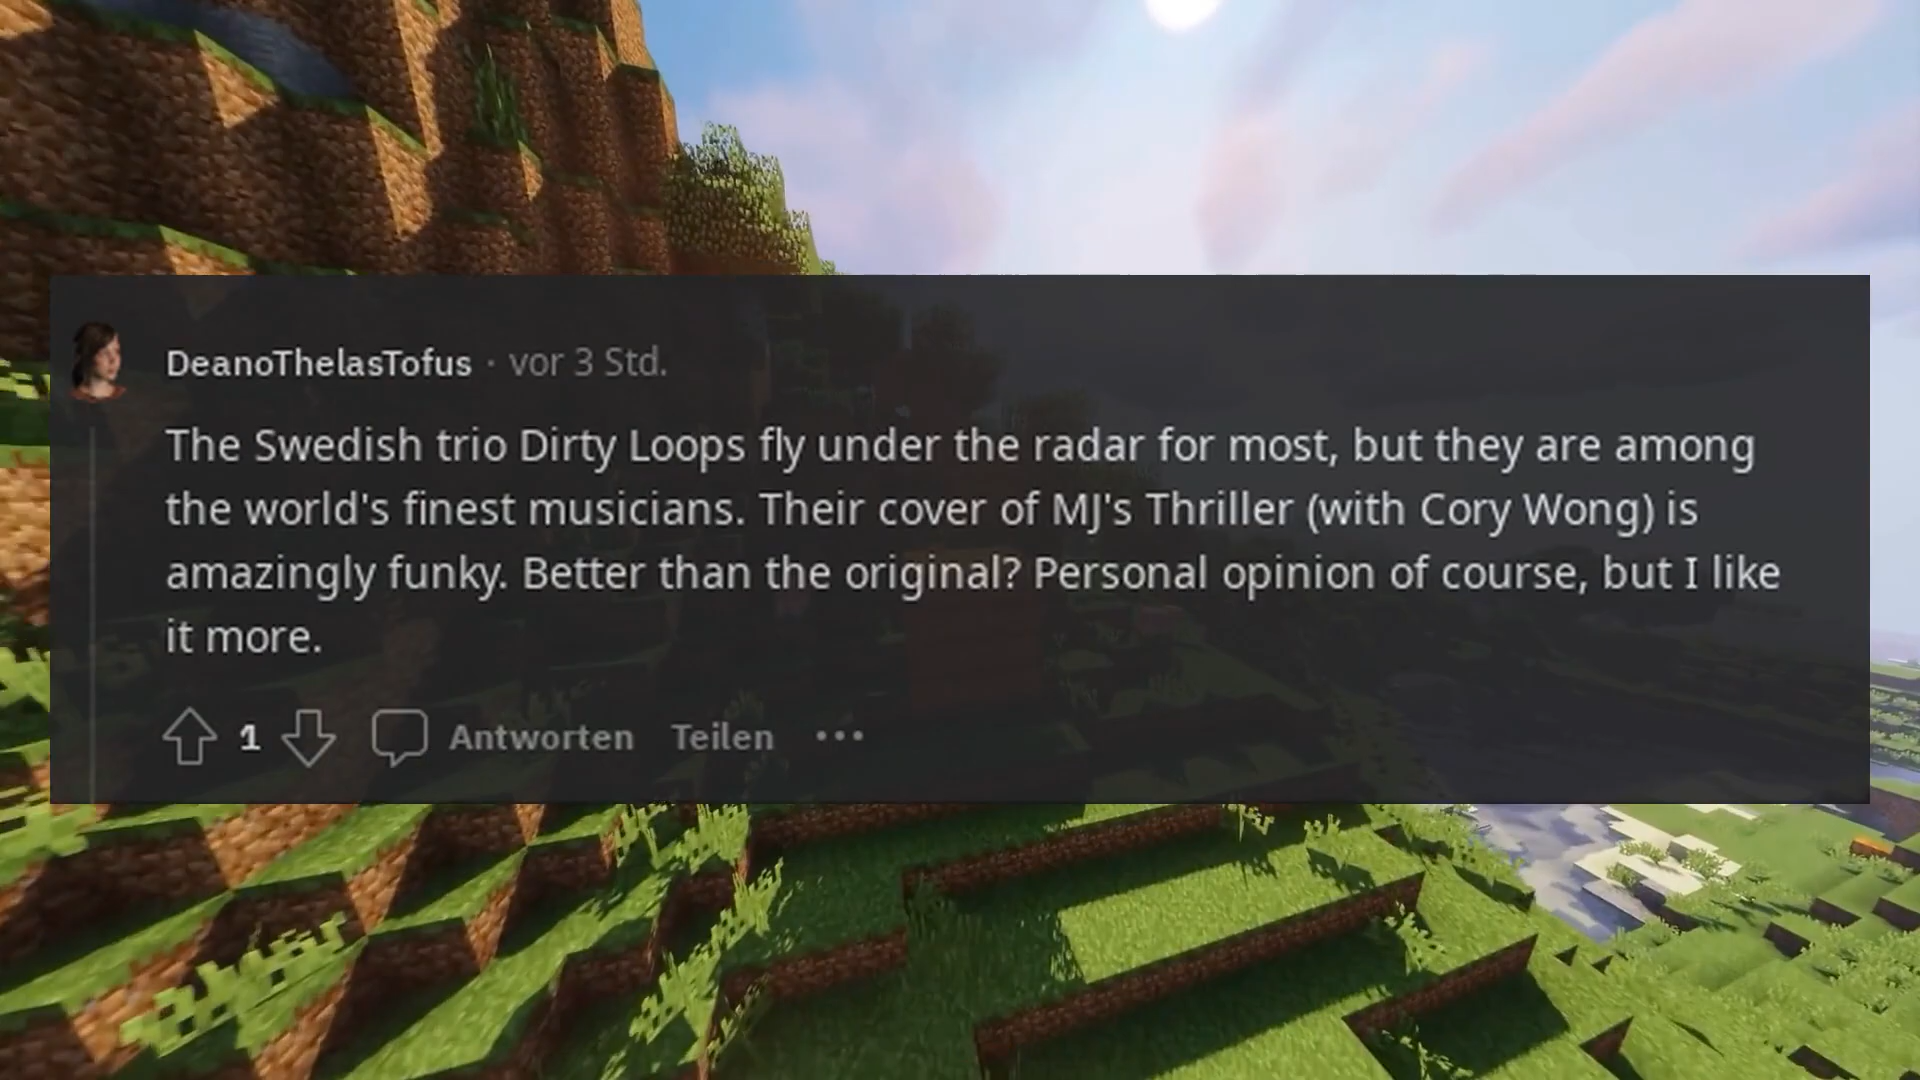 DeanoThelasTofus · vor 3 Std.
The Swedish trio Dirty Loops fly under the radar for most, but they are among
the world's finest musicians. Their cover of MJ's Thriller (with Cory Wong) is
amazingly funky. Better than the original? Personal opinion of course, but I like
it more.
1 Antworten Teilen •••